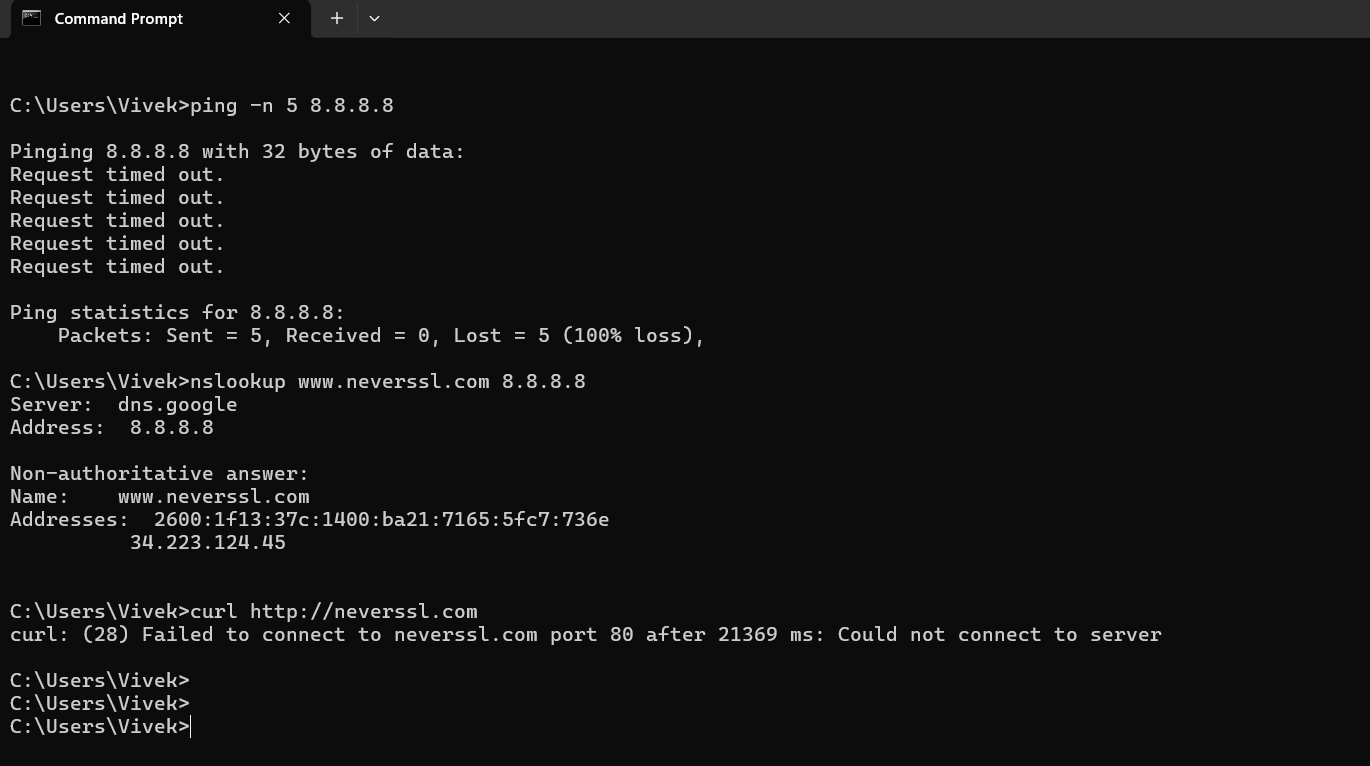 Command Prompt
C:\Users\Vivek>ping -n 5 8.8.8.8
Pinging 8.8.8.8 with 32 bytes of data:
Request timed out.
Request timed out.
Request timed out.
Request timed out.
Request timed out.
Ping statistics for 8.8.8.8:
    Packets: Sent = 5, Received = 0, Lost = 5 (100% loss),
C:\Users\Vivek>nslookup www.neverssl.com 8.8.8.8
Server:  dns.google
Address:  8.8.8.8
Non-authoritative answer:
Name:    www.neverssl.com
Addresses:  2600:1f13:37c:1400:ba21:7165:5fc7:736e
          34.223.124.45
C:\Users\Vivek>curl http://neverssl.com
curl: (28) Failed to connect to neverssl.com port 80 after 21369 ms: Could not connect to server
C:\Users\Vivek>
C:\Users\Vivek>
C:\Users\Vivek>